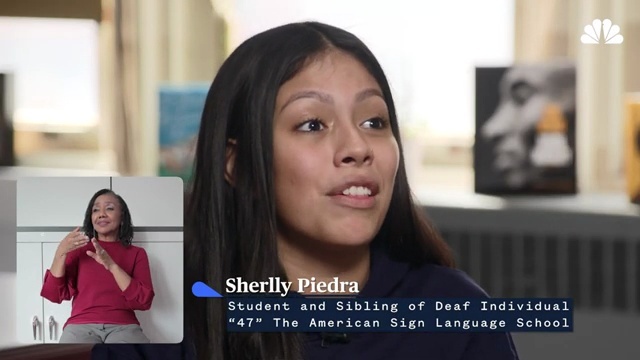 Sherlly Piedra
Student and Sibling of Deaf Individual
“47” The American Sign Language School